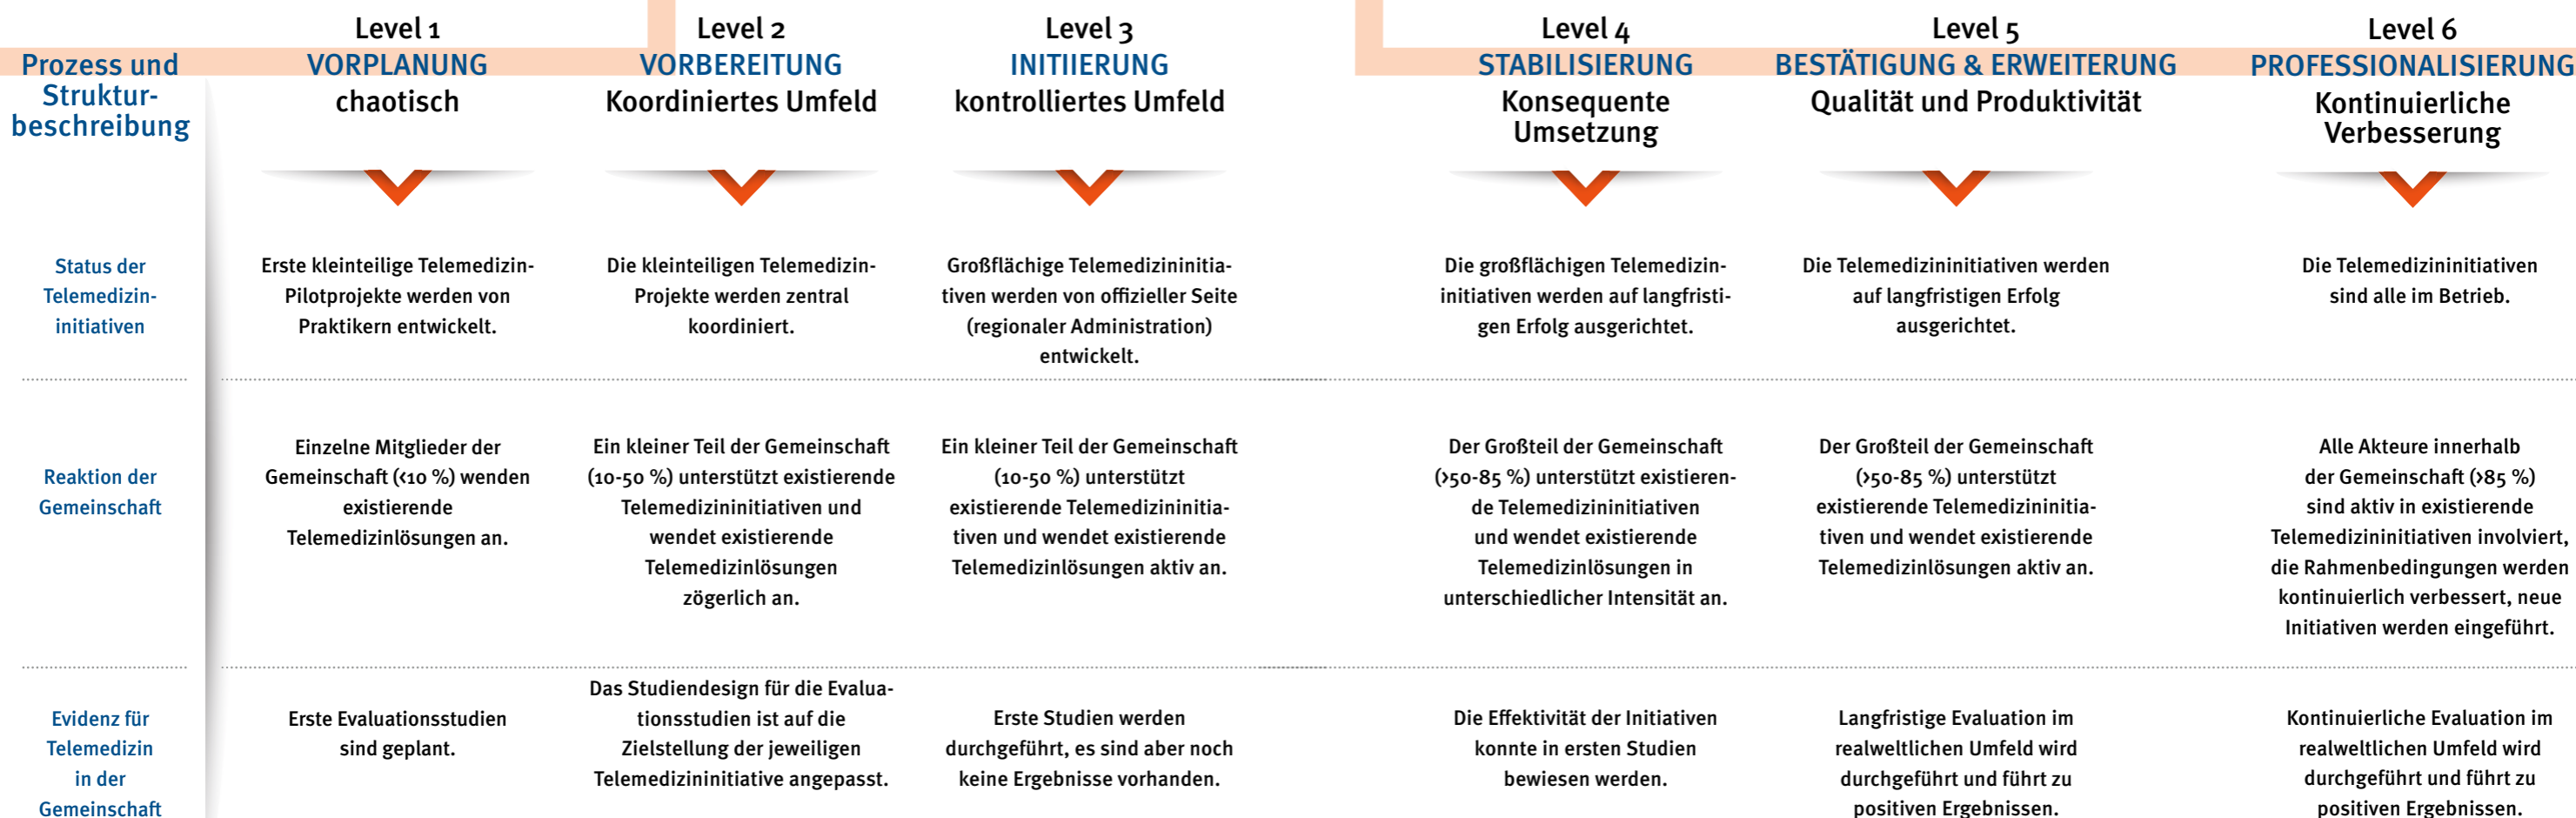 Prozess und
Struktur-
beschreibung
Level 1
VORPLANUNG
chaotisch
Level 2
VORBEREITUNG
Koordiniertes Umfeld
Level 3
INITIIERUNG
kontrolliertes Umfeld
Level 4
STABILISIERUNG
Konsequente
Umsetzung
Level 5
BESTÄTIGUNG & ERWEITERUNG
Qualität und Produktivität
Level 6
PROFESSIONALISIERUNG
Kontinuierliche
Verbesserung
Status der
Telemedizin-
initiativen
Erste kleinteilige Telemedizin-
Pilotprojekte werden von
Praktikern entwickelt.
Die kleinteiligen Telemedizin-
Projekte werden zentral
koordiniert.
Großflächige Telemedizininitia-
tiven werden von offizieller Seite
(regionaler Administration)
entwickelt.
Die großflächigen Telemedizin-
initiativen werden auf langfristi-
gen Erfolg ausgerichtet.
Die Telemedizininitiativen werden
auf langfristigen Erfolg
ausgerichtet.
Die Telemedizininitiativen
sind alle im Betrieb.
Reaktion der
Gemeinschaft
Einzelne Mitglieder der
Gemeinschaft (<10 %) wenden
existierende
Telemedizinlösungen an.
Ein kleiner Teil der Gemeinschaft
(10-50 %) unterstützt existierende
Telemedizininitiativen und
wendet existierende
Telemedizinlösungen
zögerlich an.
Ein kleiner Teil der Gemeinschaft
(10-50 %) unterstützt
existierende Telemedizininitia-
tiven und wendet existierende
Telemedizinlösungen aktiv an.
Der Großteil der Gemeinschaft
(>50-85 %) unterstützt existieren-
de Telemedizininitiativen
und wendet existierende
Telemedizinlösungen in
unterschiedlicher Intensität an.
Der Großteil der Gemeinschaft
(>50-85 %) unterstützt
existierende Telemedizininitia-
tiven und wendet existierende
Telemedizinlösungen aktiv an.
Alle Akteure innerhalb
der Gemeinschaft (>85 %)
sind aktiv in existierende
Telemedizininitiativen involviert,
die Rahmenbedingungen werden
kontinuierlich verbessert, neue
Initiativen werden eingeführt.
Evidenz für
Telemedizin
in der
Gemeinschaft
Erste Evaluationsstudien
sind geplant.
Das Studiendesign für die Evalua-
tionsstudien ist auf die
Zielstellung der jeweiligen
Telemedizininitiative angepasst.
Erste Studien werden
durchgeführt, es sind aber noch
keine Ergebnisse vorhanden.
Die Effektivität der Initiativen
konnte in ersten Studien
bewiesen werden.
Langfristige Evaluation im
realweltlichen Umfeld wird
durchgeführt und führt zu
positiven Ergebnissen.
Kontinuierliche Evaluation im
realweltlichen Umfeld wird
durchgeführt und führt zu
positiven Ergebnissen.